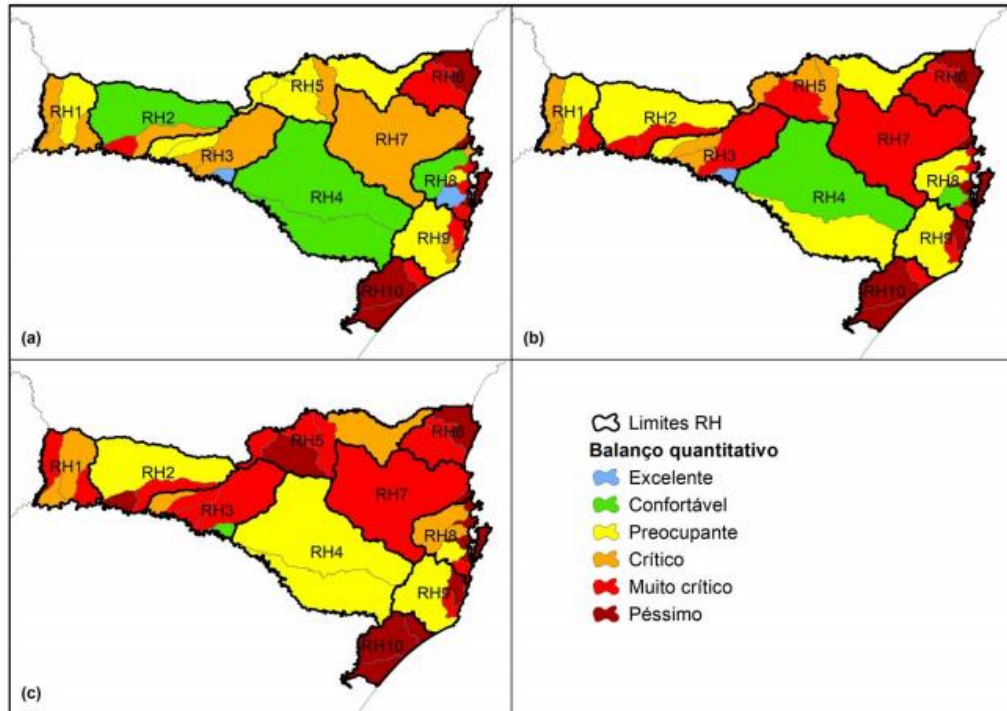 RH1
RH2
RH3
RH4
RH5
RH6
RH7
RH8
RH9
RH10
(a)
RH1
RH2
RH3
RH4
RH5
RH6
RH7
RH8
RH9
RH10
(b)
RH1
RH2
RH3
RH4
RH5
RH6
RH7
RH8
RH9
RH10
(c)
Limites RH
Balanço quantitativo
Excelente
Confortável
Preocupante
Crítico
Muito crítico
Péssimo